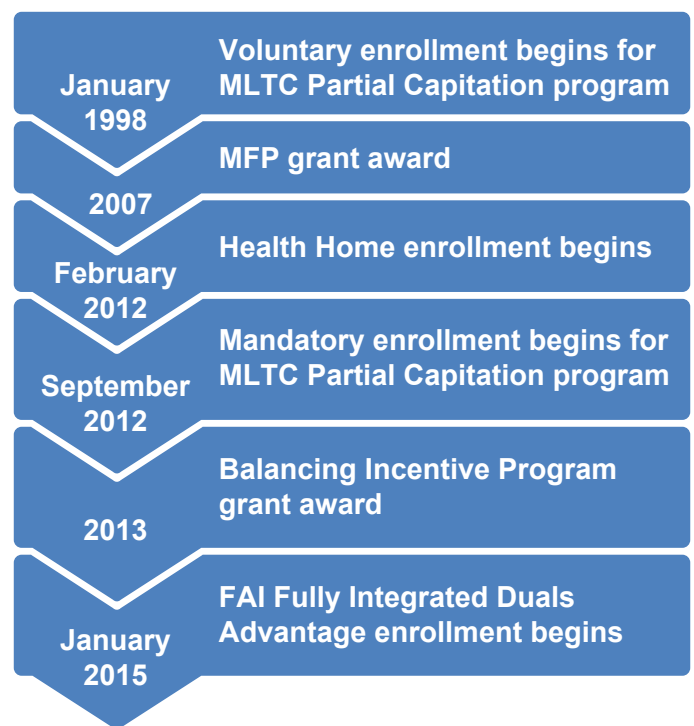 January
1998
Voluntary enrollment begins for
MLTC Partial Capitation program
2007
MFP grant award
February
2012
Health Home enrollment begins
September
2012
Mandatory enrollment begins for
MLTC Partial Capitation program
2013
Balancing Incentive Program
grant award
January
2015
FAI Fully Integrated Duals
Advantage enrollment begins